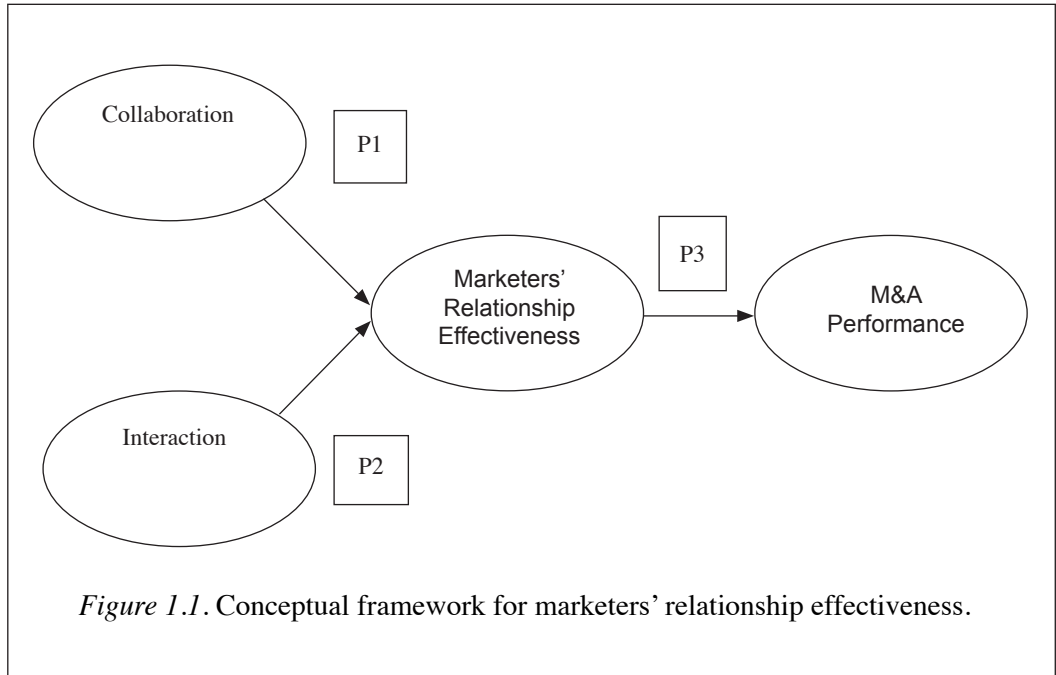 Collaboration
P1
P3
Marketers’
Relationship
Effectiveness
M&A
Performance
Interaction
P2
Figure 1.1. Conceptual framework for marketers’ relationship effectiveness.